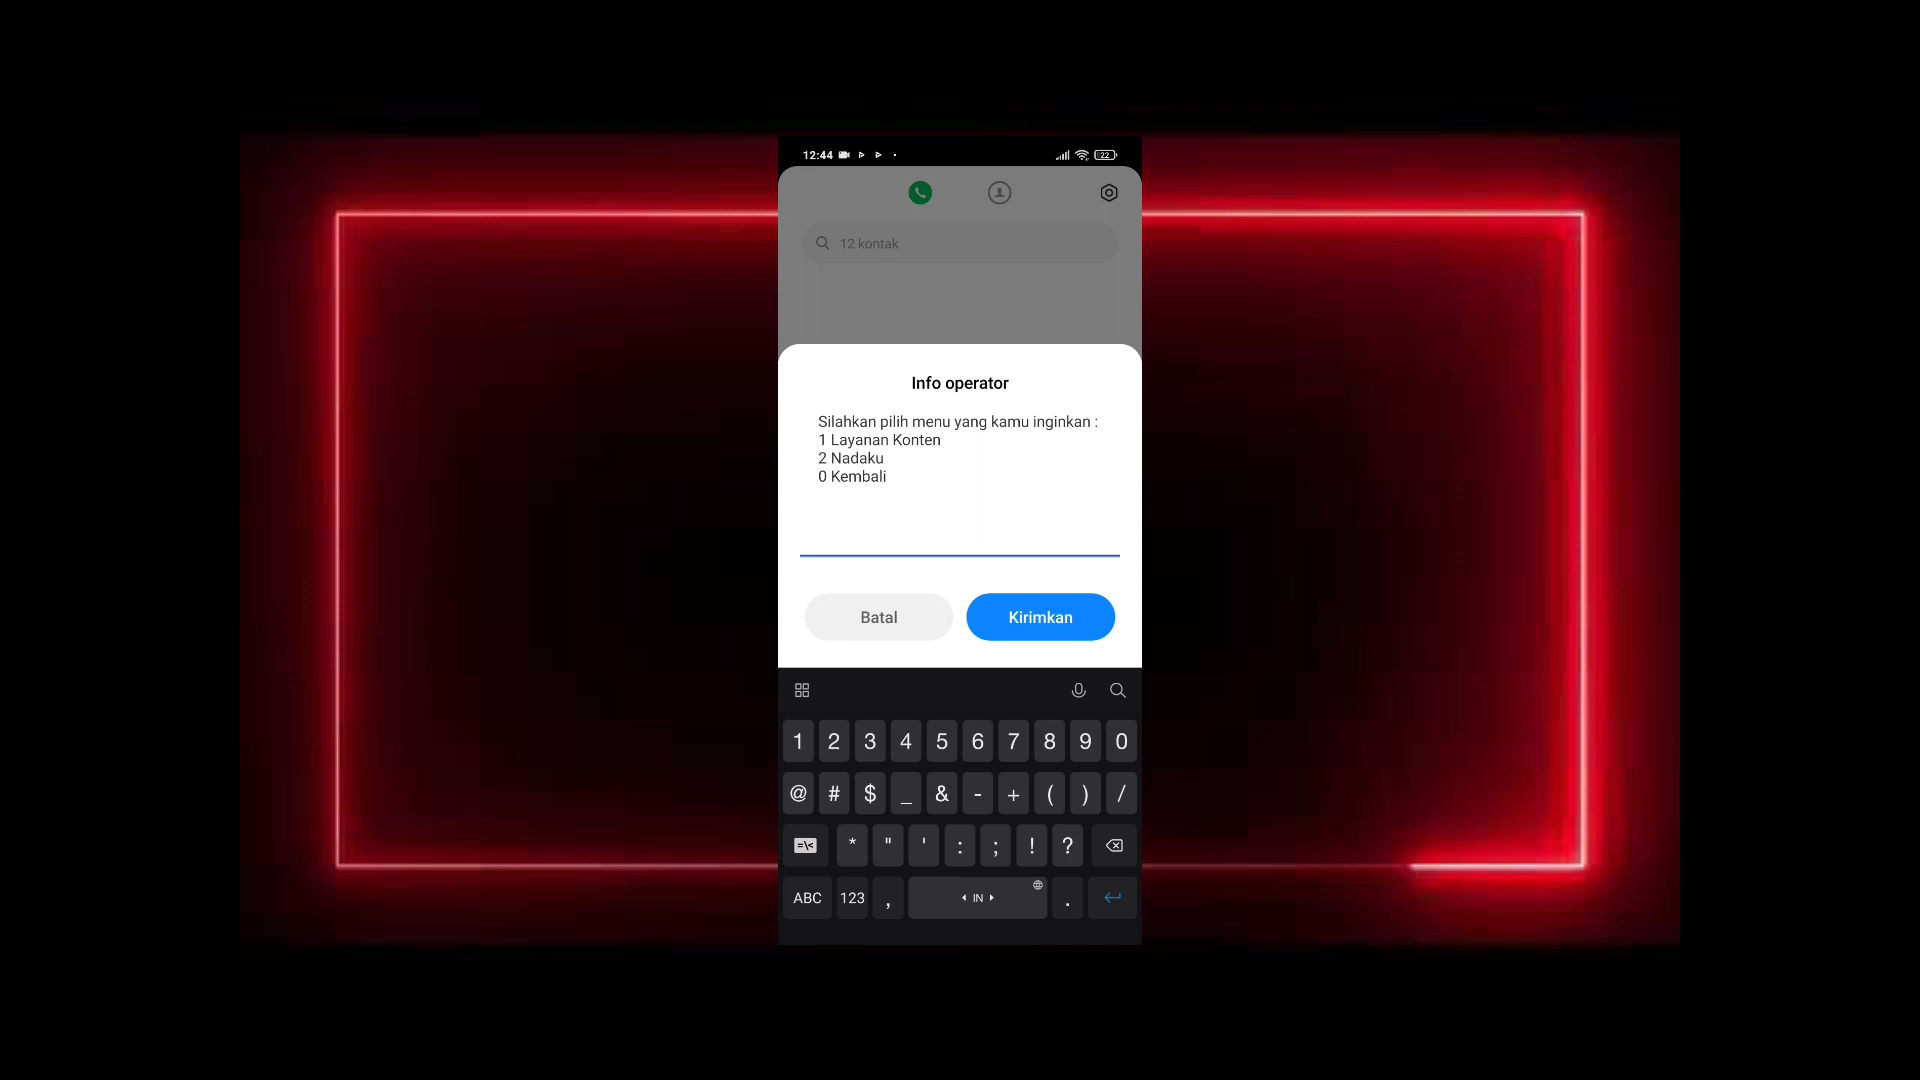 12:44
22
12 kontak
Info operator
Silahkan pilih menu yang kamu inginkan :
1 Layanan Konten
2 Nadaku
0 Kembali
Batal
Kirimkan
1 2 3 4 5 6 7 8 9 0
@ # $ _ & - + ( ) /
=\< * " ' : ; ! ?
ABC 123 , IN .